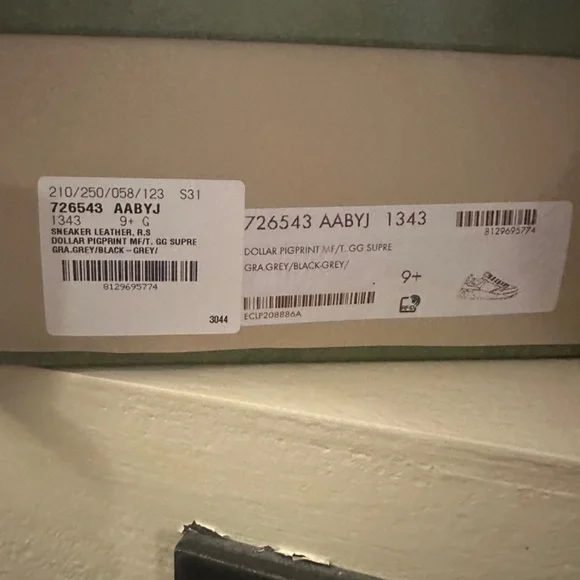 210/250/058/123 S31
726543 AABYJ
1343 9+ G
SNEAKER LEATHER, R.S
DOLLAR PIGPRINT MF/T. GG SUPRE
GRA.GREY/BLACK-GREY/
8129695774
3044
726543 AABYJ 1343
8129695774
DOLLAR PIGPRINT MF/T. GG SUPRE
GRA.GREY/BLACK-GREY/
9+
ECLP208886A